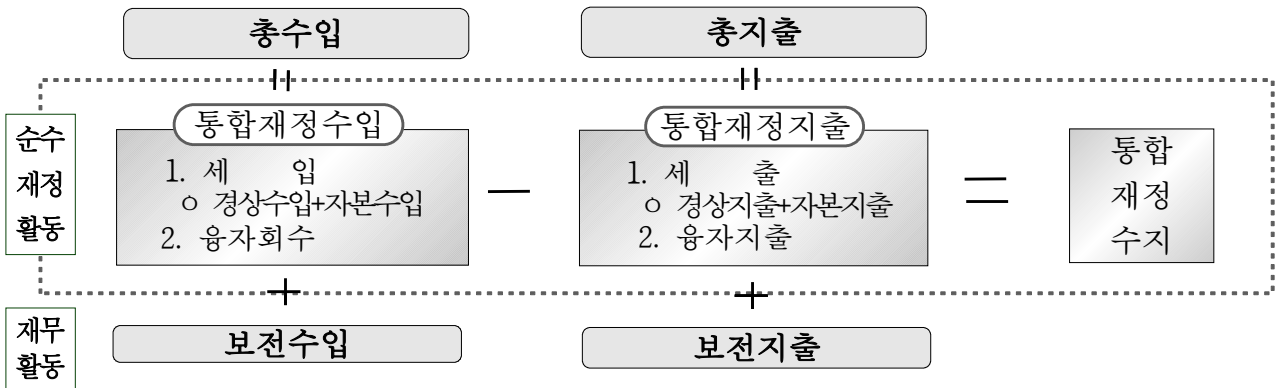 총수입
총지출
순수
재정
활동
통합재정수입
1. 세 입
ㅇ 경상수입+자본수입
2. 융자회수
통합재정지출
1. 세 출
ㅇ 경상지출+자본지출
2. 융자지출
통합
재정
수지
재무
활동
보전수입
보전지출